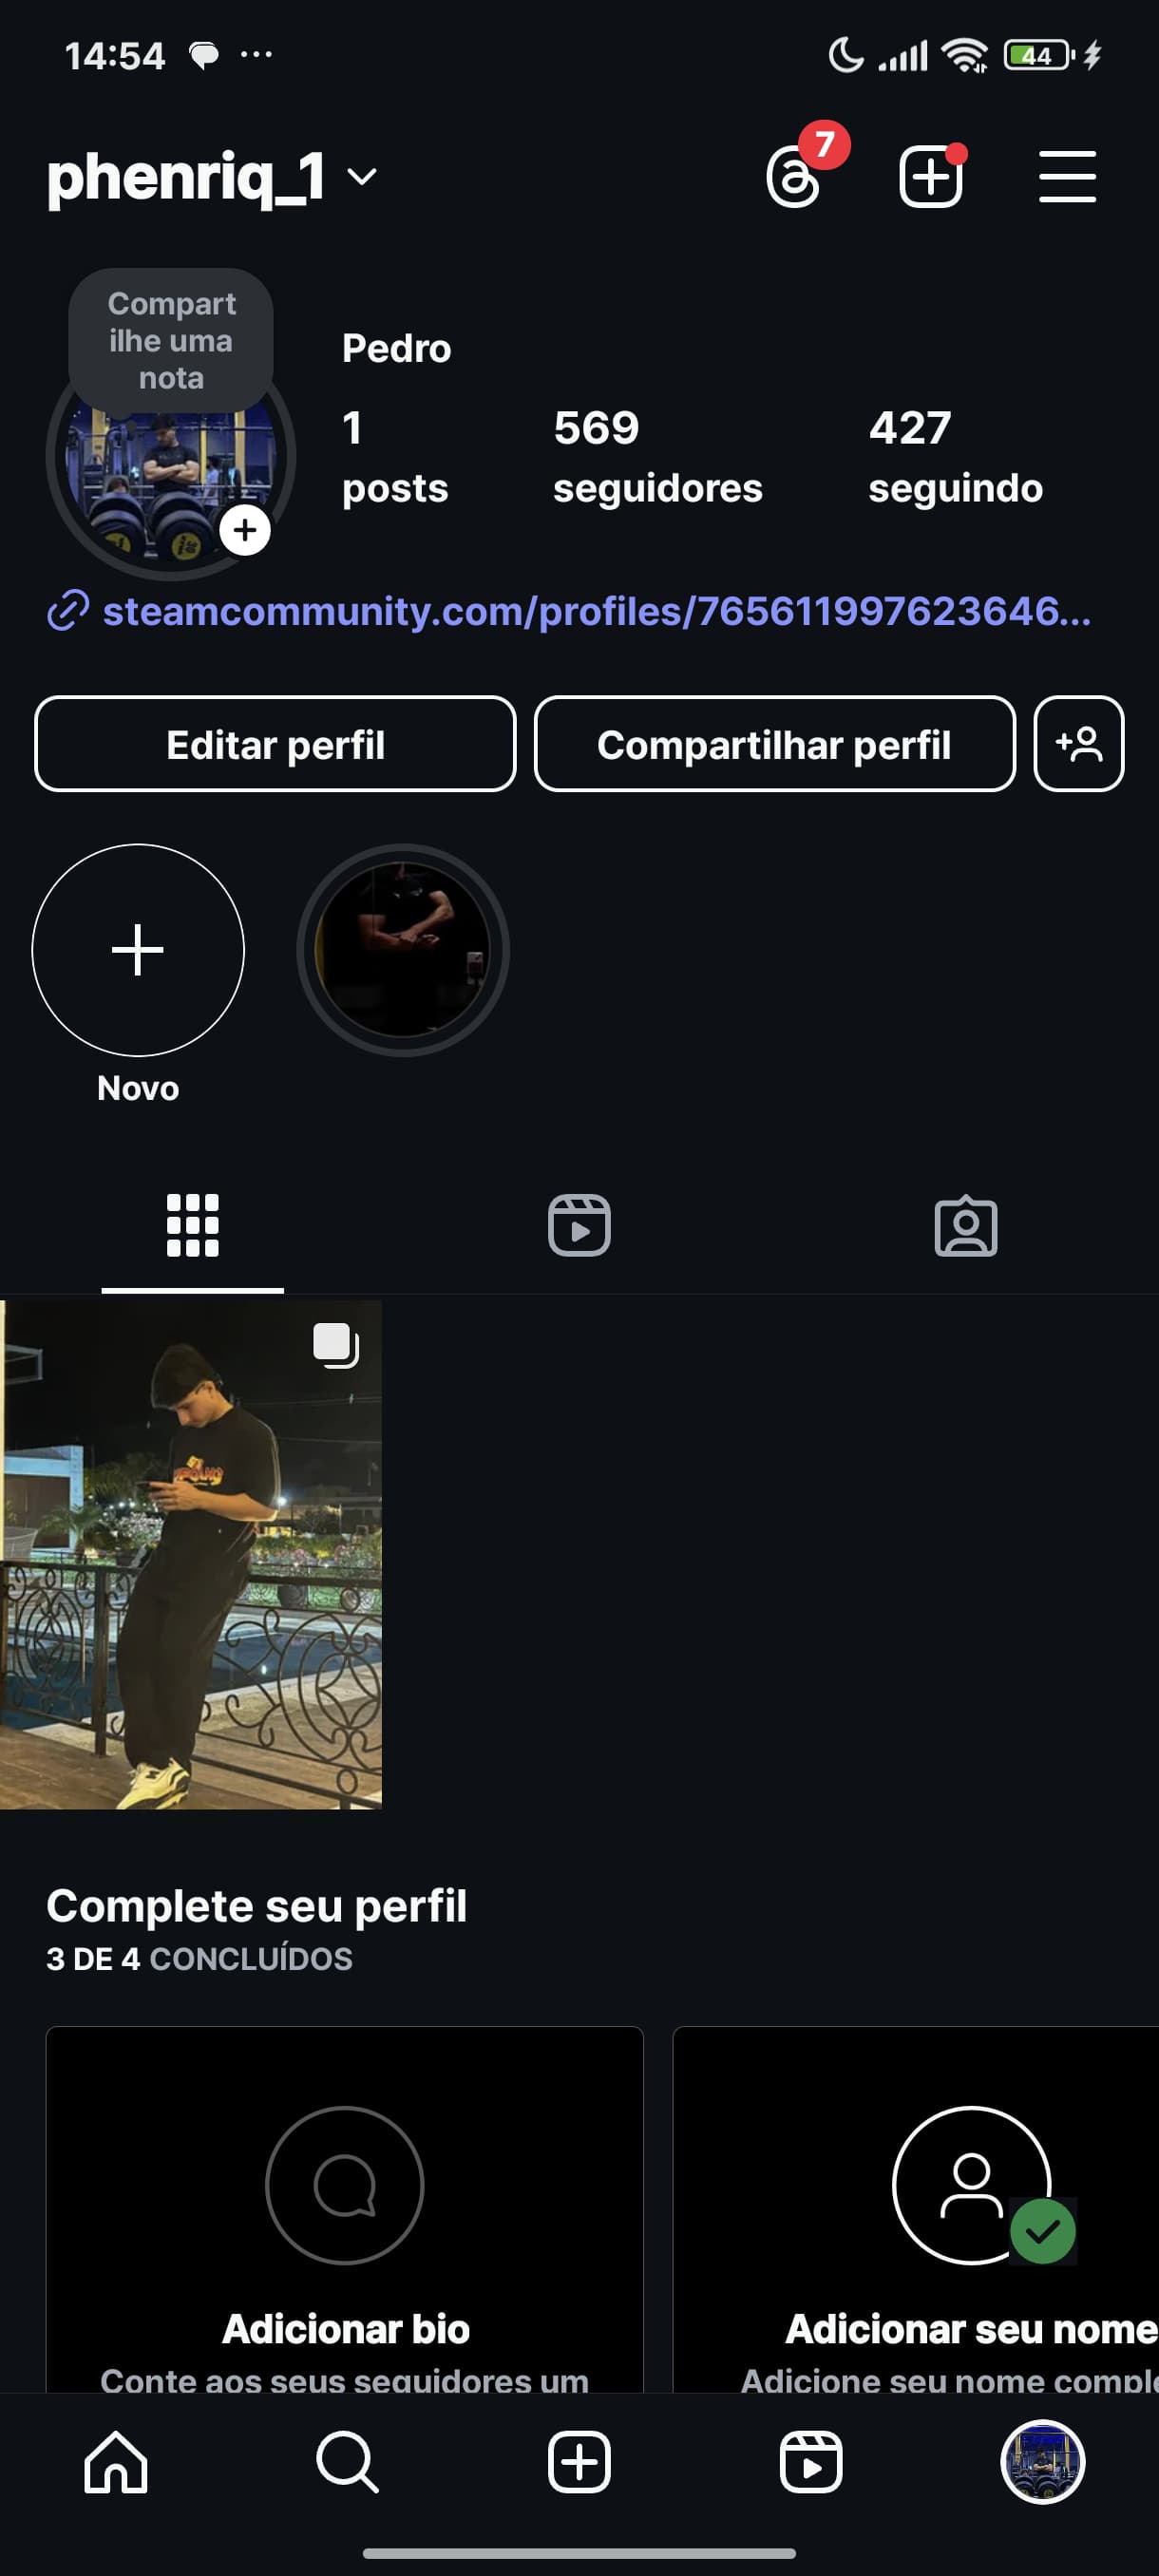 14:54
44
phenriq_1
7
Compart
ilhe uma
nota
Pedro
1 569 427
posts seguidores seguindo
steamcommunity.com/profiles/765611997623646...
Editar perfil
Compartilhar perfil
Novo
Complete seu perfil
3 DE 4 CONCLUÍDOS
Adicionar bio
Conte aos seus seguidores um
Adicionar seu nome
Adicione seu nome comple